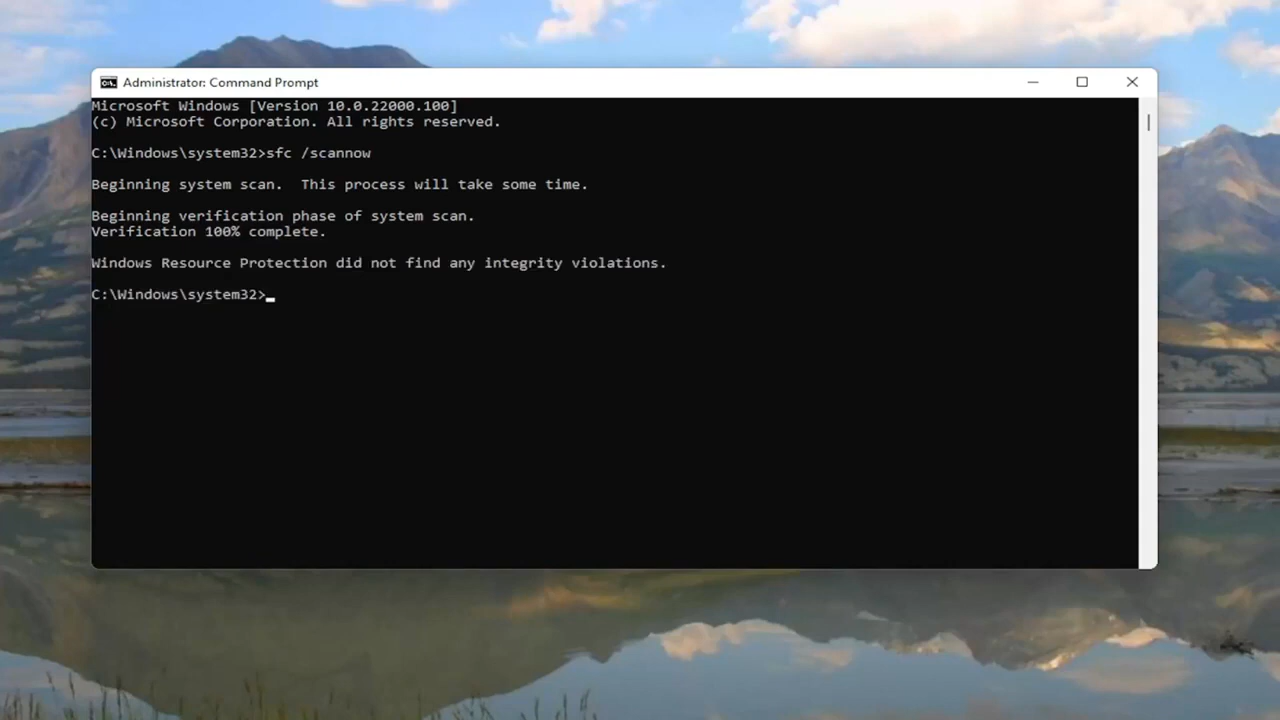 Administrator: Command Prompt
Microsoft Windows [Version 10.0.22000.100]
(c) Microsoft Corporation. All rights reserved.
C:\Windows\system32>sfc /scannow
Beginning system scan.  This process will take some time.
Beginning verification phase of system scan.
Verification 100% complete.
Windows Resource Protection did not find any integrity violations.
C:\Windows\system32>